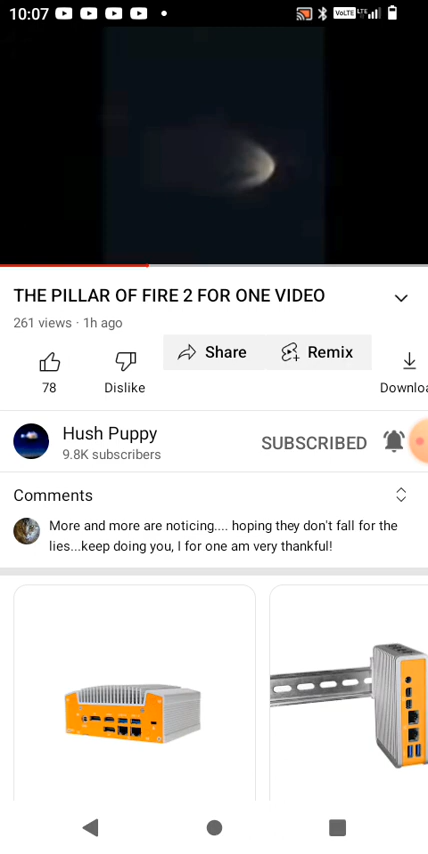 10:07
VoLTE LTE
THE PILLAR OF FIRE 2 FOR ONE VIDEO
261 views · 1h ago
Share
Remix
78
Dislike
Downloa
Hush Puppy
9.8K subscribers
SUBSCRIBED
Comments
More and more are noticing.... hoping they don't fall for the
lies...keep doing you, I for one am very thankful!